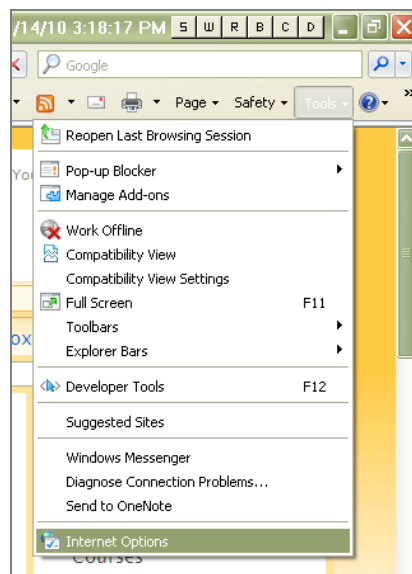 /14/10 3:18:17 PM S W R B C D
Google
Page Safety Tools
Reopen Last Browsing Session
You
Pop-up Blocker
Manage Add-ons
Work Offline
Compatibility View
Compatibility View Settings
Full Screen F11
Toolbars
ox
Explorer Bars
Developer Tools F12
Suggested Sites
Windows Messenger
Diagnose Connection Problems...
Send to OneNote
Internet Options
Courses